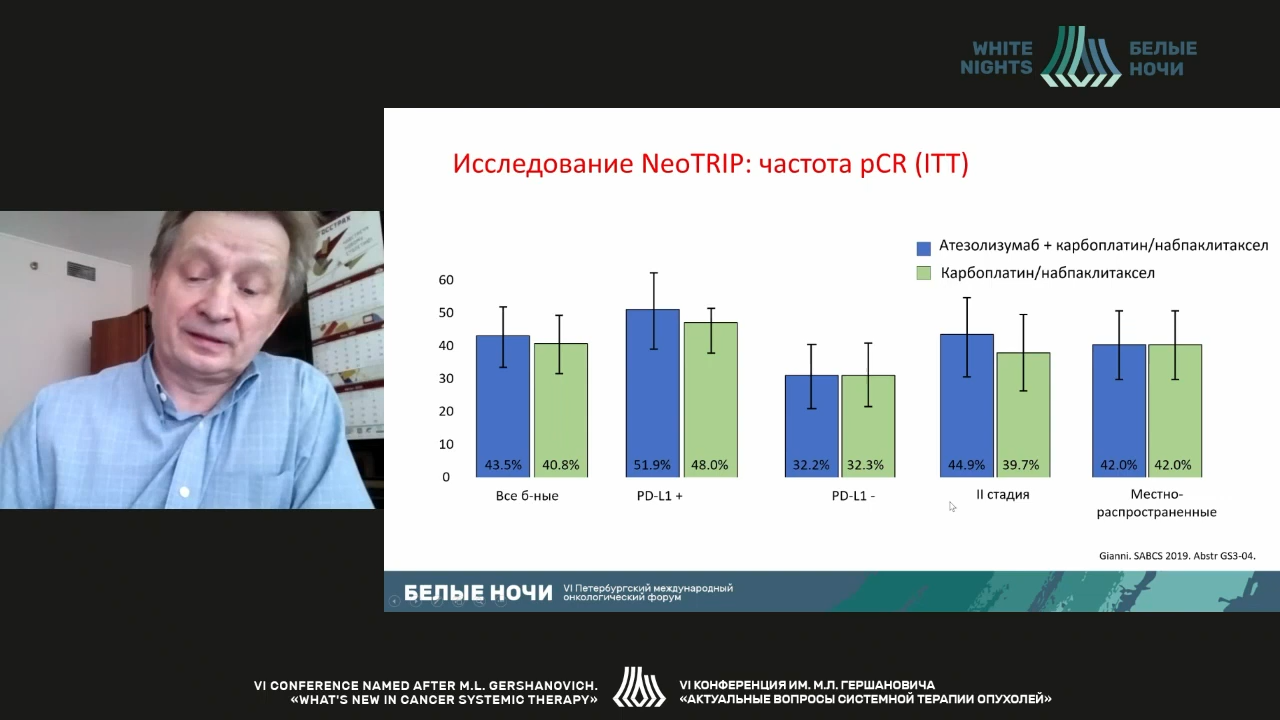 WHITE
NIGHTS
БЕЛЫЕ
НОЧИ
Исследование NeoTRIP: частота pCR (ITT)
Атезолизумаб + карбоплатин/набпаклитаксел
Карбоплатин/набпаклитаксел
60
50
40
30
20
10
0
43.5% 40.8% 51.9% 48.0% 32.2% 32.3% 44.9% 39.7% 42.0% 42.0%
Все б-ные
PD-L1 +
PD-L1 -
II стадия
Местно-
распространенные
Gianni. SABCS 2019. Abstr GS3-04.
БЕЛЫЕ НОЧИ
VI Петербургский международный
онкологический форум
VI CONFERENCE NAMED AFTER M.L. GERSHANOVICH.
«WHAT'S NEW IN CANCER SYSTEMIC THERAPY»
VI КОНФЕРЕНЦИЯ ИМ. М.Л. ГЕРШАНОВИЧА
«АКТУАЛЬНЫЕ ВОПРОСЫ СИСТЕМНОЙ ТЕРАПИИ ОПУХОЛЕЙ»